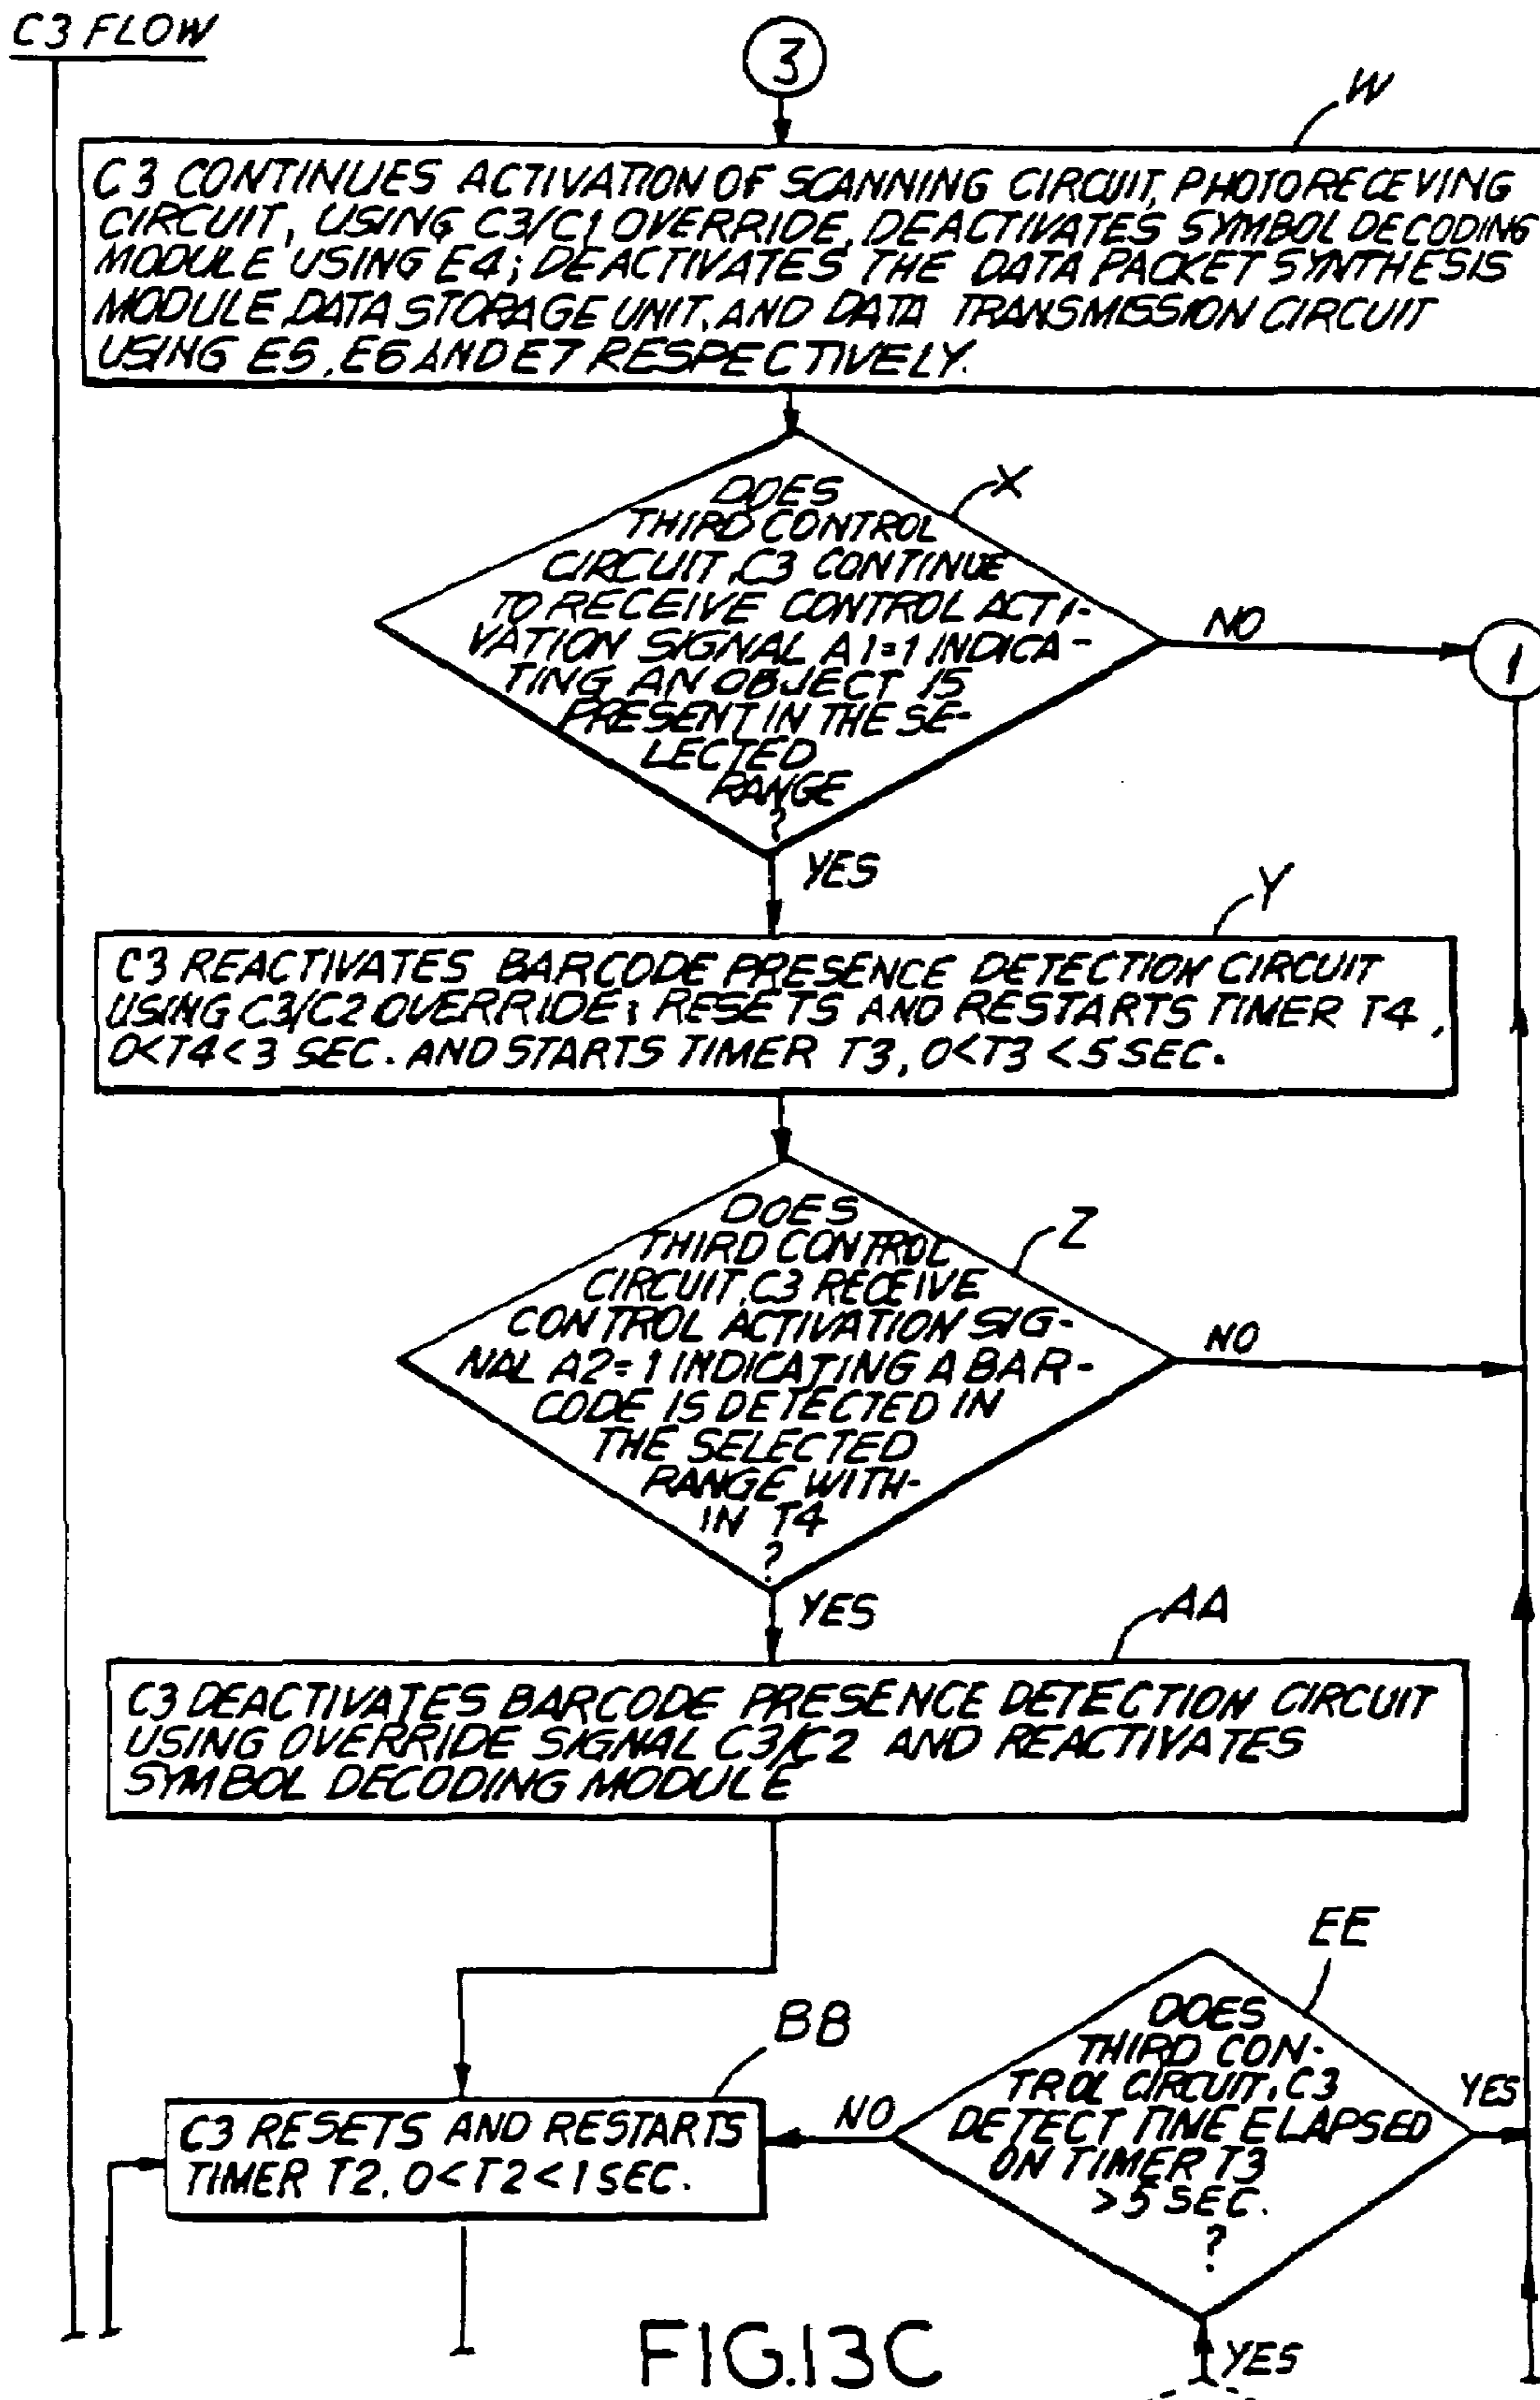 C3 FLOW
3
W
C3 CONTINUES ACTIVATION OF SCANNING CIRCUIT, PHOTORECEVING
CIRCUIT, USING C3/C1 OVERRIDE, DEACTIVATES SYMBOL DECODING
MODULE USING E4; DEACTIVATES THE DATA PACKET SYNTHESIS
MODULE, DATA STORAGE UNIT, AND DATA TRANSMISSION CIRCUIT
USING E5, E6 AND E7 RESPECTIVELY.
X
DOES
THIRD CONTROL
CIRCUIT, C3 CONTINUE
TO RECEIVE CONTROL ACTI-
VATION SIGNAL A1=1 INDICA-
TING AN OBJECT IS
PRESENT IN THE SE-
LECTED
RANGE
?
NO
1
YES
Y
C3 REACTIVATES BARCODE PRESENCE DETECTION CIRCUIT
USING C3/C2 OVERRIDE; RESETS AND RESTARTS TIMER T4,
0<T4<3 SEC. AND STARTS TIMER T3, 0<T3<5 SEC.
Z
DOES
THIRD CONTROL
CIRCUIT, C3 RECEIVE
CONTROL ACTIVATION SIG-
NAL A2=1 INDICATING A BAR-
CODE IS DETECTED IN
THE SELECTED
RANGE WITH-
IN T4
?
NO
YES
AA
C3 DEACTIVATES BARCODE PRESENCE DETECTION CIRCUIT
USING OVERRIDE SIGNAL C3/C2 AND REACTIVATES
SYMBOL DECODING MODULE
EE
DOES
THIRD CON-
TROL CIRCUIT, C3
DETECT TIME ELAPSED
ON TIMER T3
>5 SEC.
?
YES
NO
BB
C3 RESETS AND RESTARTS
TIMER T2, 0<T2<1 SEC.
YES
FIG.13C